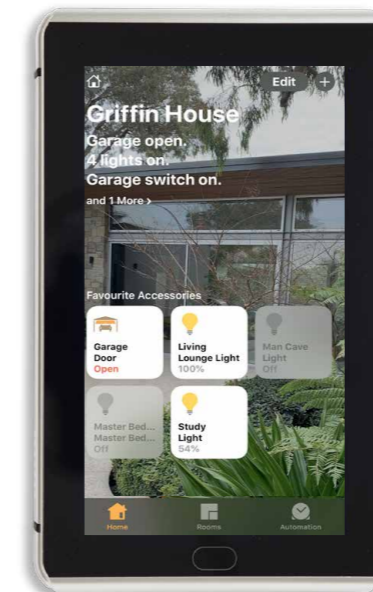 Edit +
Griffin House
Garage open.
4 lights on.
Garage switch on.
and 1 More >
Favourite Accessories
Garage
Door
Open
Living
Lounge Light
100%
Man Cave
Light
Off
Master Bed...
Master Bed...
Off
Study
Light
54%
Home
Rooms
Automation